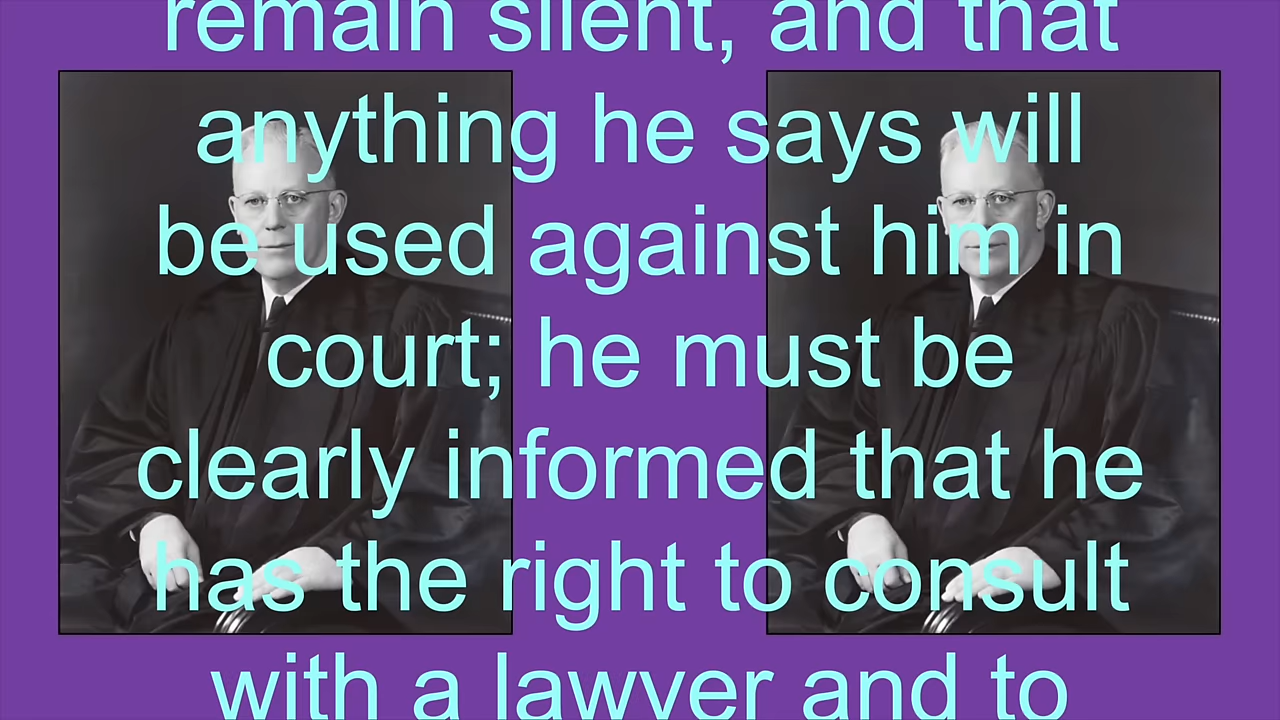 remain silent, and that
anything he says will
be used against him in
court; he must be
clearly informed that he
has the right to consult
with a lawyer and to